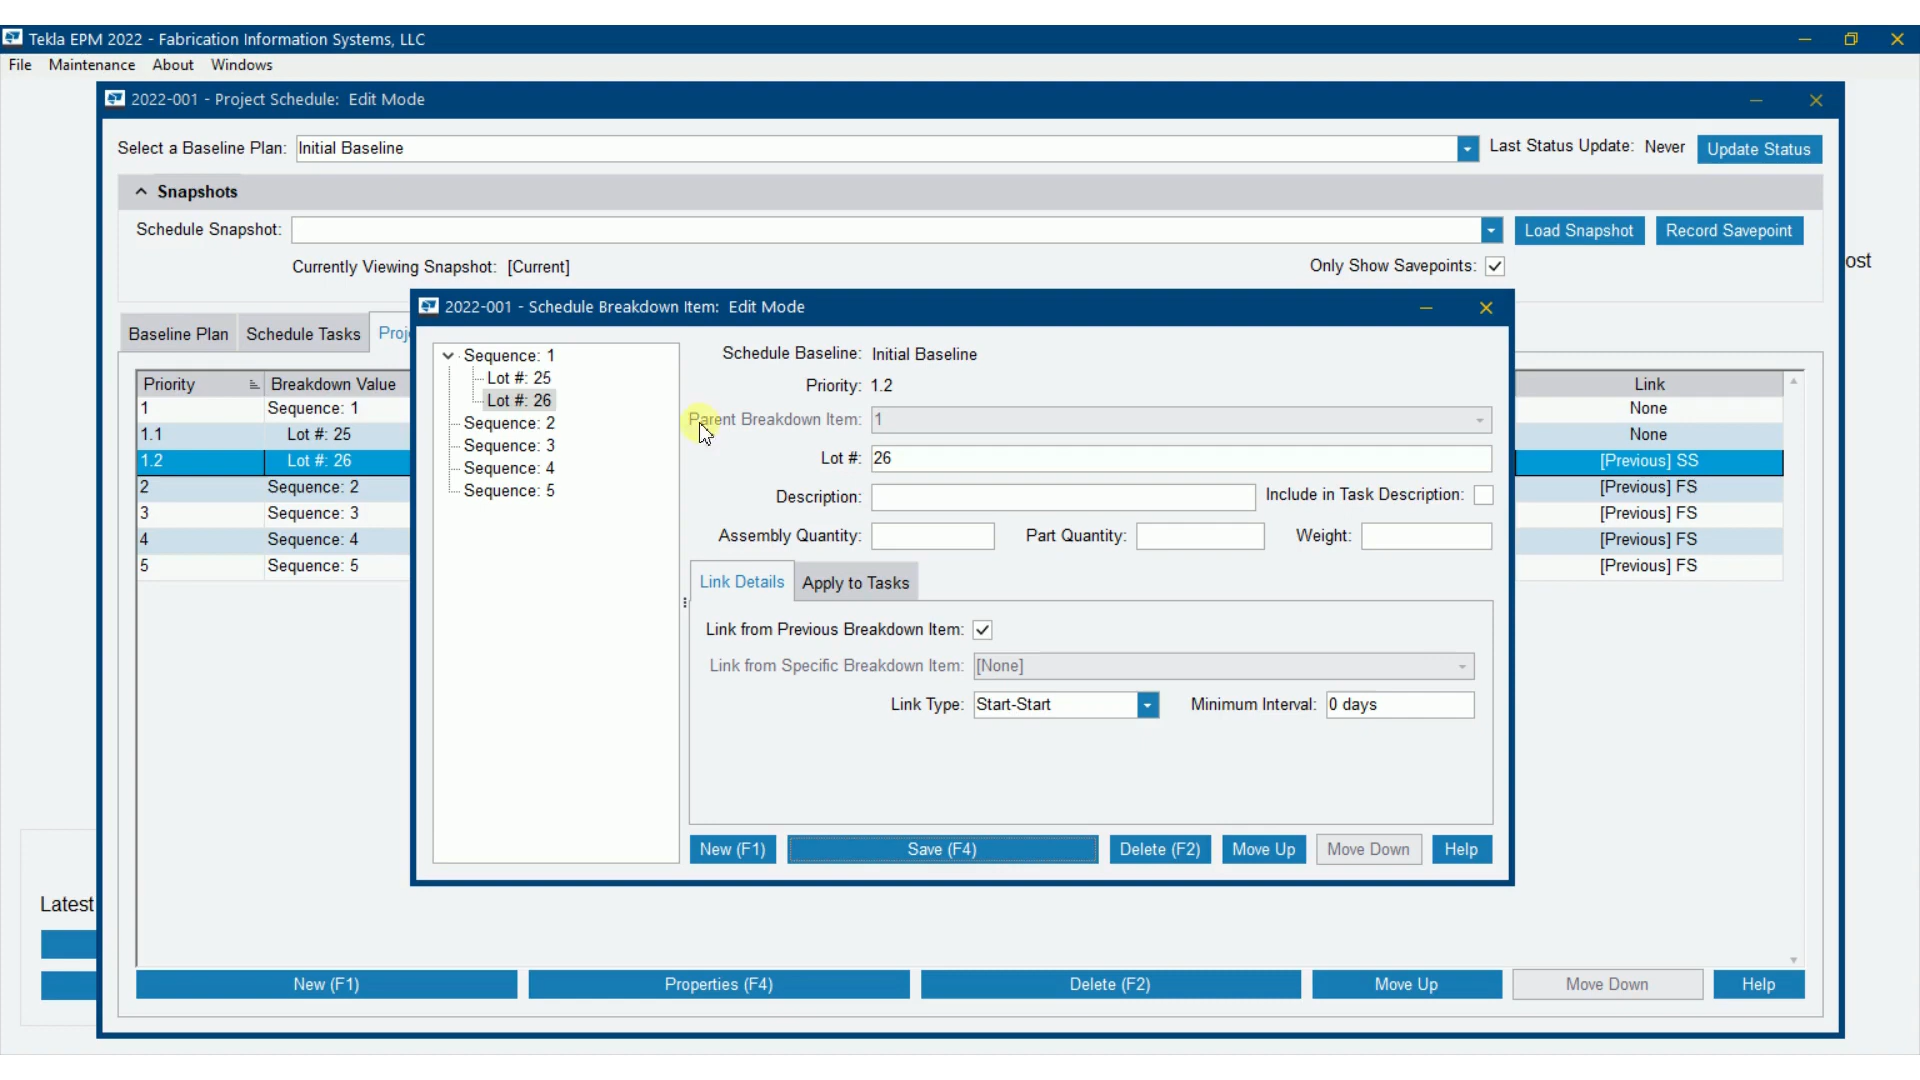 Tekla EPM 2022 - Fabrication Information Systems, LLC
File Maintenance About Windows
2022-001 - Project Schedule: Edit Mode
Select a Baseline Plan: Initial Baseline Last Status Update: Never Update Status
Snapshots
Schedule Snapshot: Load Snapshot Record Savepoint
Currently Viewing Snapshot: [Current] Only Show Savepoints:
ost
Baseline Plan Schedule Tasks Proj
Priority Breakdown Value Link
1 Sequence: 1 None
1.1 Lot #: 25 None
1.2 Lot #: 26 [Previous] SS
2 Sequence: 2 [Previous] FS
3 Sequence: 3 [Previous] FS
4 Sequence: 4 [Previous] FS
5 Sequence: 5 [Previous] FS
2022-001 - Schedule Breakdown Item: Edit Mode
Sequence: 1
Lot #: 25
Lot #: 26
Sequence: 2
Sequence: 3
Sequence: 4
Sequence: 5
Schedule Baseline: Initial Baseline
Priority: 1.2
Parent Breakdown Item: 1
Lot #: 26
Description: Include in Task Description:
Assembly Quantity: Part Quantity: Weight:
Link Details Apply to Tasks
Link from Previous Breakdown Item:
Link from Specific Breakdown Item: [None]
Link Type: Start-Start Minimum Interval: 0 days
New (F1) Save (F4) Delete (F2) Move Up Move Down Help
Latest
New (F1) Properties (F4) Delete (F2) Move Up Move Down Help